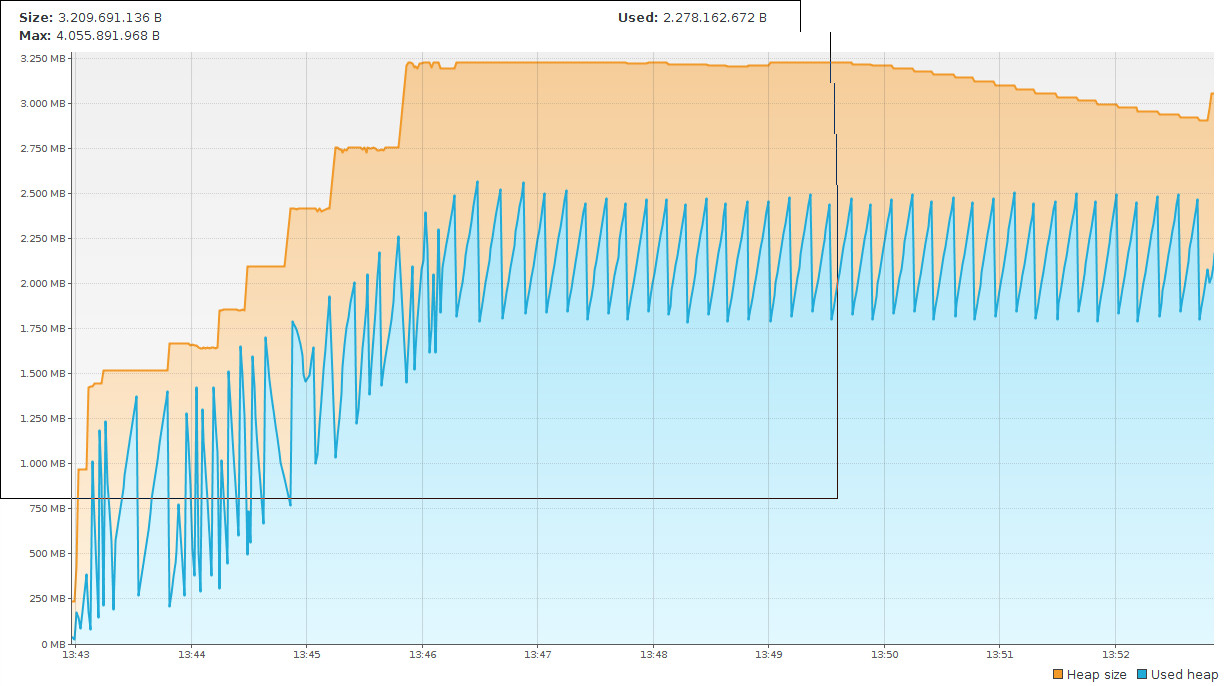 Size: 3.209.691.136 B
Used: 2.278.162.672 B
Max: 4.055.891.968 B
3.250 MB
3.000 MB
2.750 MB
2.500 MB
2.250 MB
2.000 MB
1.750 MB
1.500 MB
1.250 MB
1.000 MB
750 MB
500 MB
250 MB
0 MB
13:43 13:44 13:45 13:46 13:47 13:48 13:49 13:50 13:51 13:52
Heap size Used heap